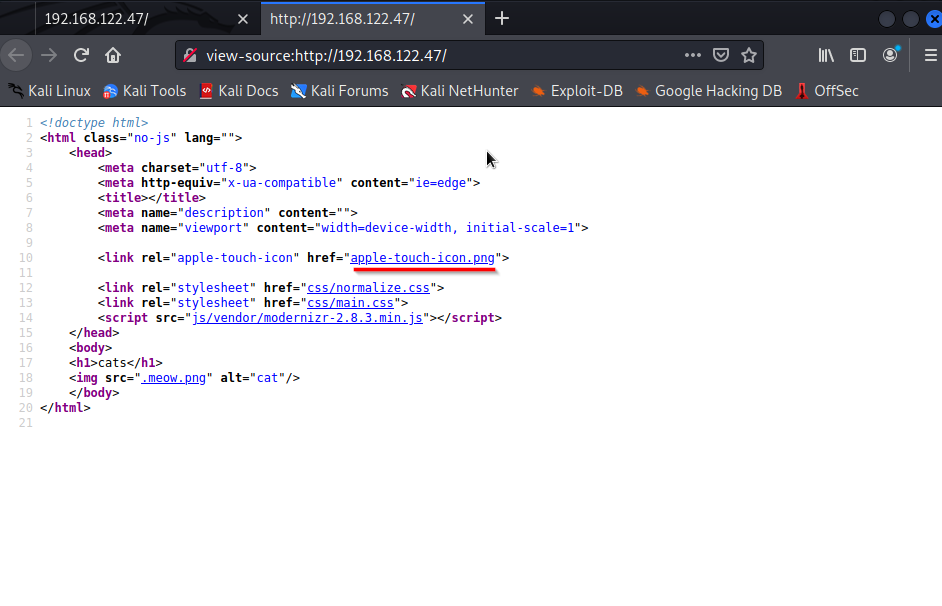 192.168.122.47/
http://192.168.122.47/
view-source:http://192.168.122.47/
Kali Linux Kali Tools Kali Docs Kali Forums Kali NetHunter Exploit-DB Google Hacking DB OffSec
1 <!doctype html>
2 <html class="no-js" lang="">
3 <head>
4 <meta charset="utf-8">
5 <meta http-equiv="x-ua-compatible" content="ie=edge">
6 <title></title>
7 <meta name="description" content="">
8 <meta name="viewport" content="width=device-width, initial-scale=1">
9
10 <link rel="apple-touch-icon" href="apple-touch-icon.png">
11
12 <link rel="stylesheet" href="css/normalize.css">
13 <link rel="stylesheet" href="css/main.css">
14 <script src="js/vendor/modernizr-2.8.3.min.js"></script>
15 </head>
16 <body>
17 <h1>cats</h1>
18 <img src=".meow.png" alt="cat"/>
19 </body>
20 </html>
21